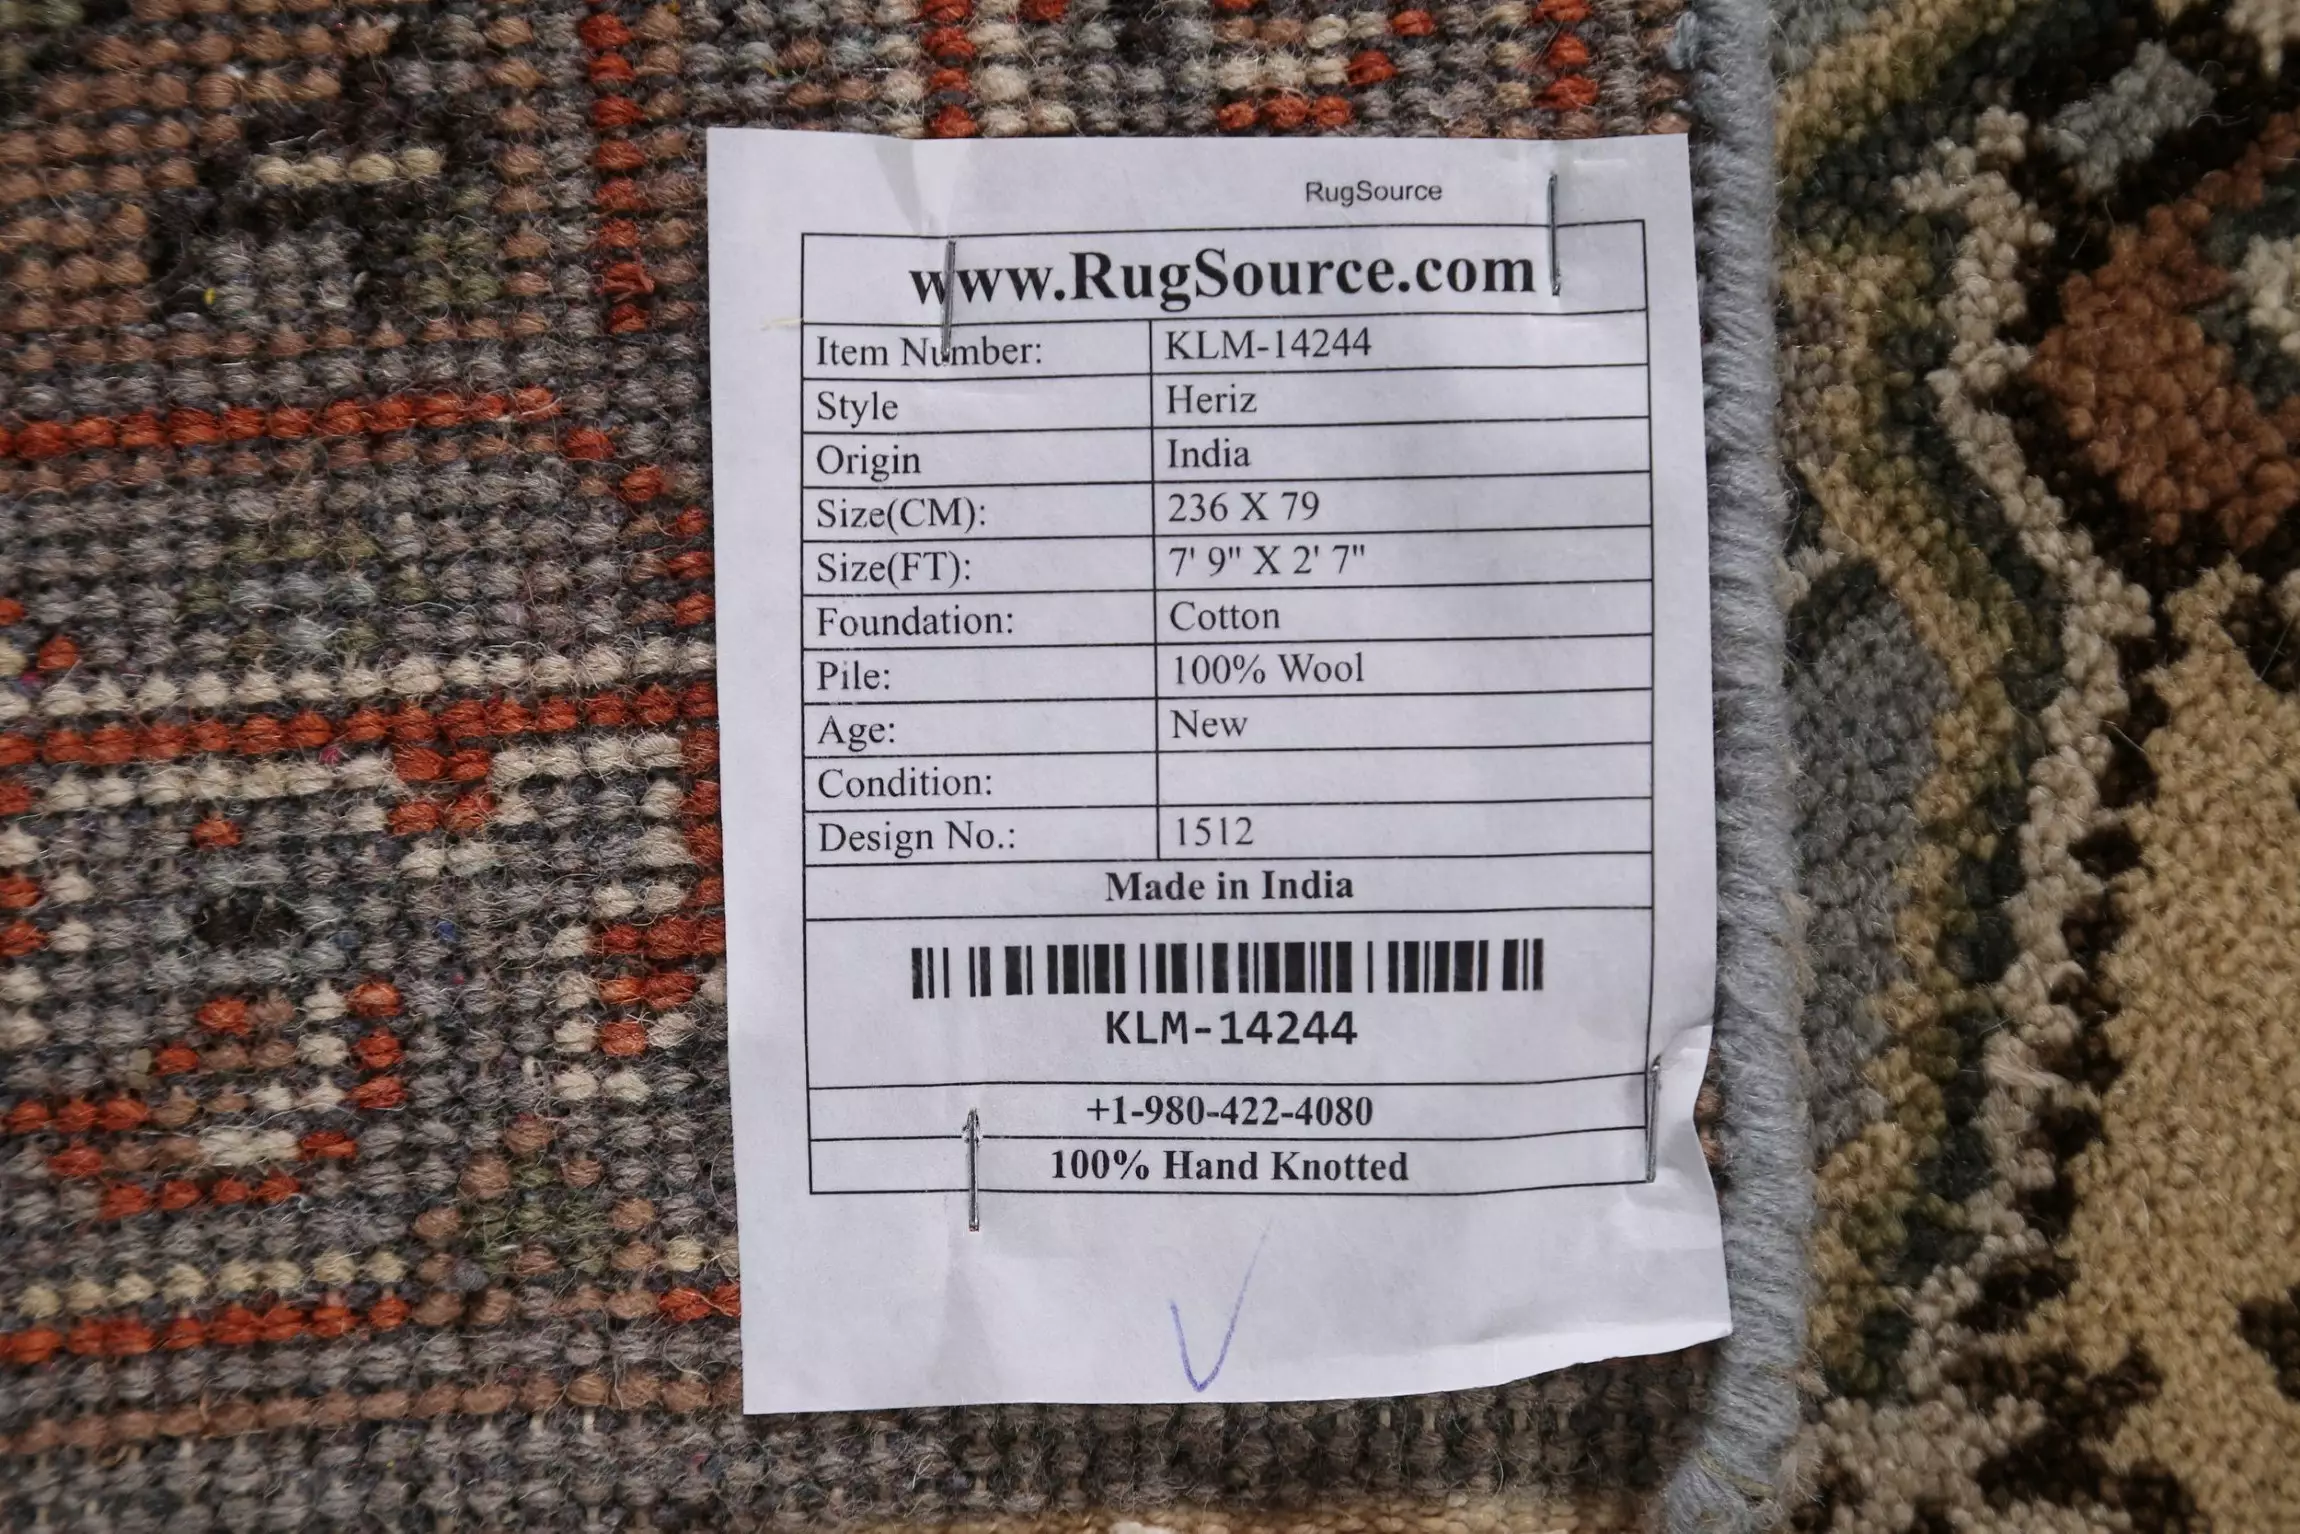 RugSource
www.RugSource.com
Item Number: KLM-14244
Style Heriz
Origin India
Size(CM): 236 X 79
Size(FT): 7' 9" X 2' 7"
Foundation: Cotton
Pile: 100% Wool
Age: New
Condition:
Design No.: 1512
Made in India
KLM-14244
+1-980-422-4080
100% Hand Knotted